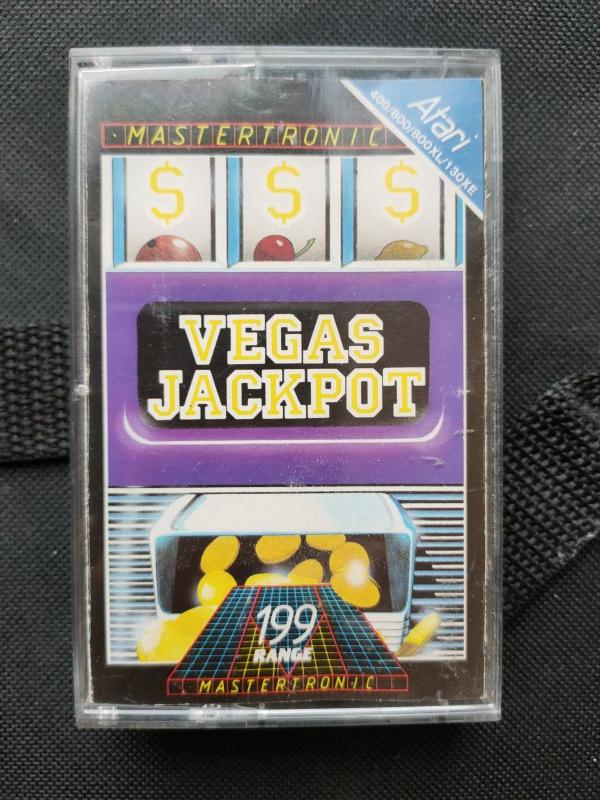 · MASTERTRONIC
Atari
400/800/800XL/130XE
$ $ $
VEGAS
JACKPOT
199
RANGE
· MASTERTRONIC ·